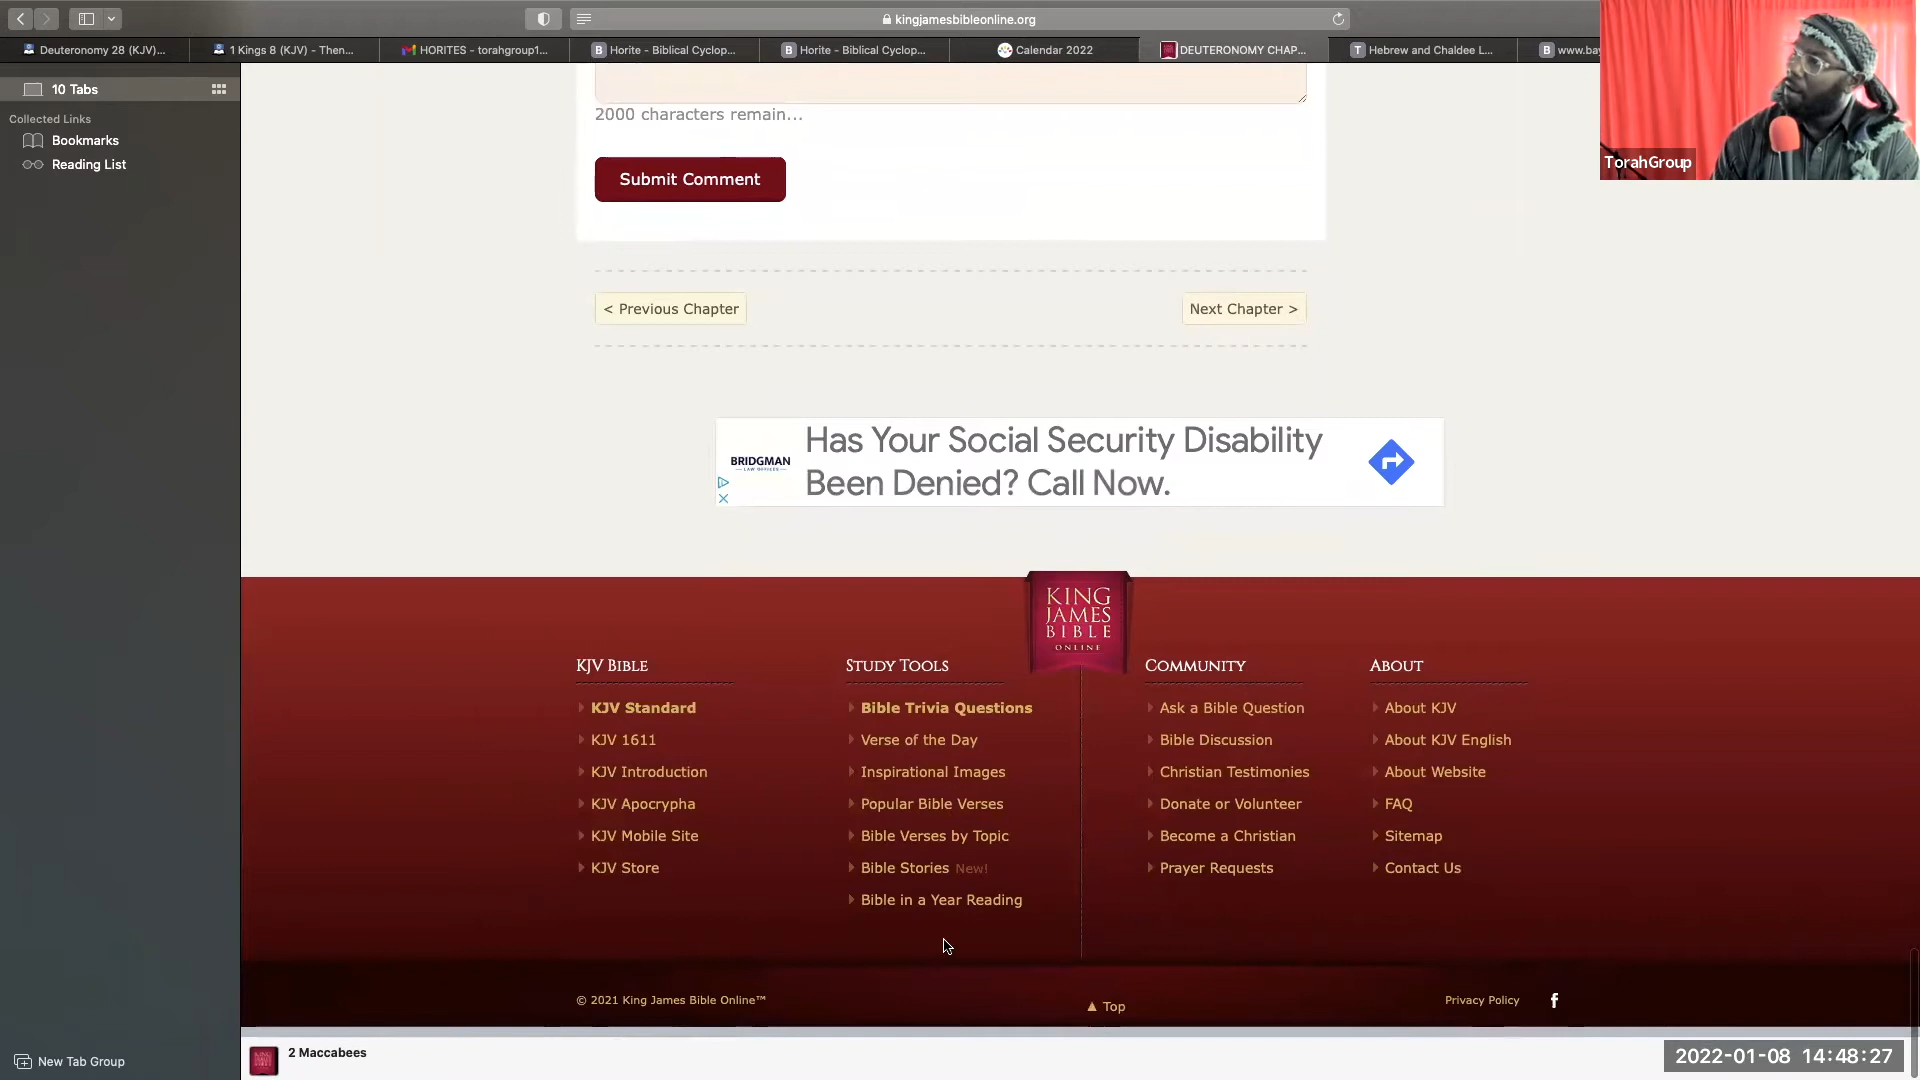 kingjamesbibleonline.org
Deuteronomy 28 (KJV)...
1 Kings 8 (KJV) - Then...
HORITES - torahgroup1...
Horite - Biblical Cyclop...
Horite - Biblical Cyclop...
Calendar 2022
DEUTERONOMY CHAP...
Hebrew and Chaldee L...
www.bay
10 Tabs
Collected Links
Bookmarks
Reading List
TorahGroup
2000 characters remain...
Submit Comment
< Previous Chapter
Next Chapter >
BRIDGMAN
LAW OFFICES
Has Your Social Security Disability
Been Denied? Call Now.
KING
JAMES
BIBLE
ONLINE
KJV BIBLE
KJV Standard
KJV 1611
KJV Introduction
KJV Apocrypha
KJV Mobile Site
KJV Store
STUDY TOOLS
Bible Trivia Questions
Verse of the Day
Inspirational Images
Popular Bible Verses
Bible Verses by Topic
Bible Stories New!
Bible in a Year Reading
COMMUNITY
Ask a Bible Question
Bible Discussion
Christian Testimonies
Donate or Volunteer
Become a Christian
Prayer Requests
ABOUT
About KJV
About KJV English
About Website
FAQ
Sitemap
Contact Us
© 2021 King James Bible Online™
▲ Top
Privacy Policy
f
New Tab Group
2 Maccabees
2022-01-08 14:48:27